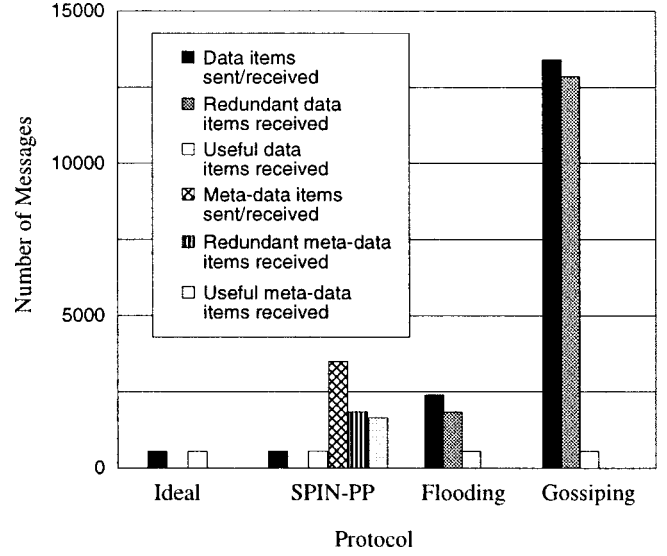 15000
10000
5000
0
Number of Messages
Data items
sent/received
Redundant data
items received
Useful data
items received
Meta-data items
sent/received
Redundant meta-data
items received
Useful meta-data
items received
Ideal
SPIN-PP
Flooding
Gossiping
Protocol